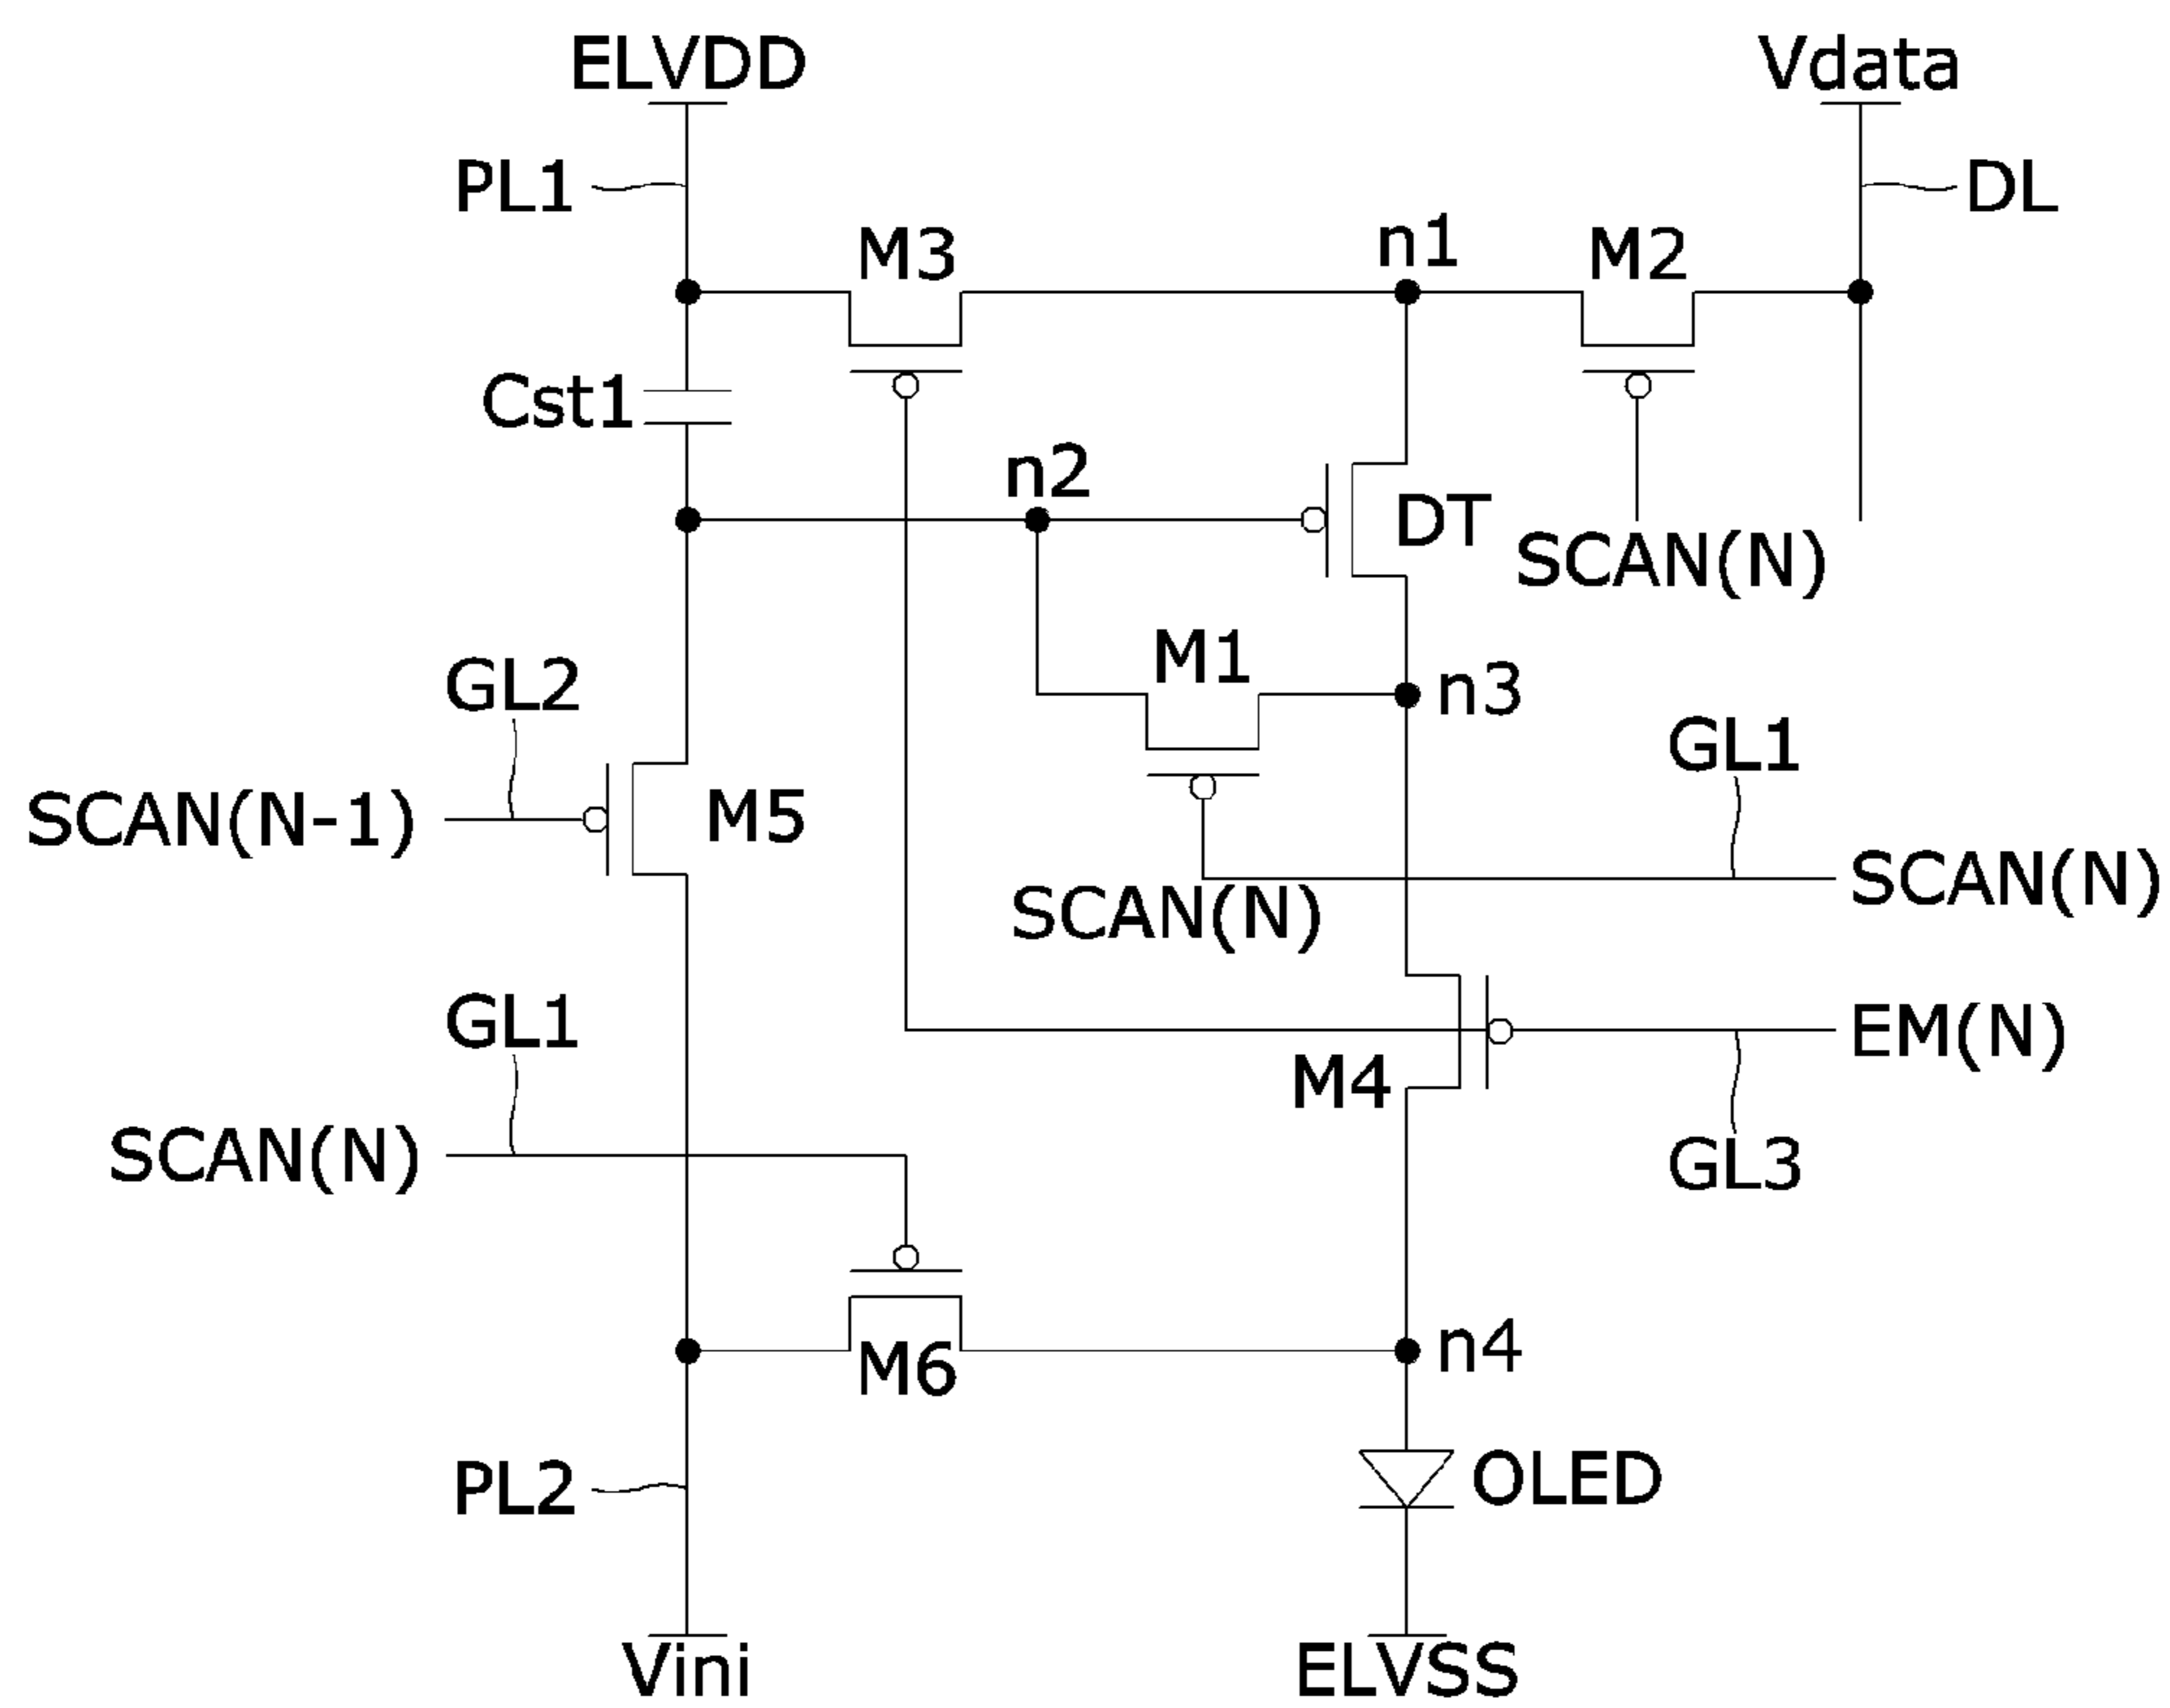 ELVDD
Vdata
PL1
DL
M3
n1
M2
Cst1
n2
DT
SCAN(N)
M1
GL2
n3
GL1
SCAN(N-1)
M5
SCAN(N)
SCAN(N)
GL1
EM(N)
M4
SCAN(N)
GL3
n4
M6
PL2
OLED
Vini
ELVSS